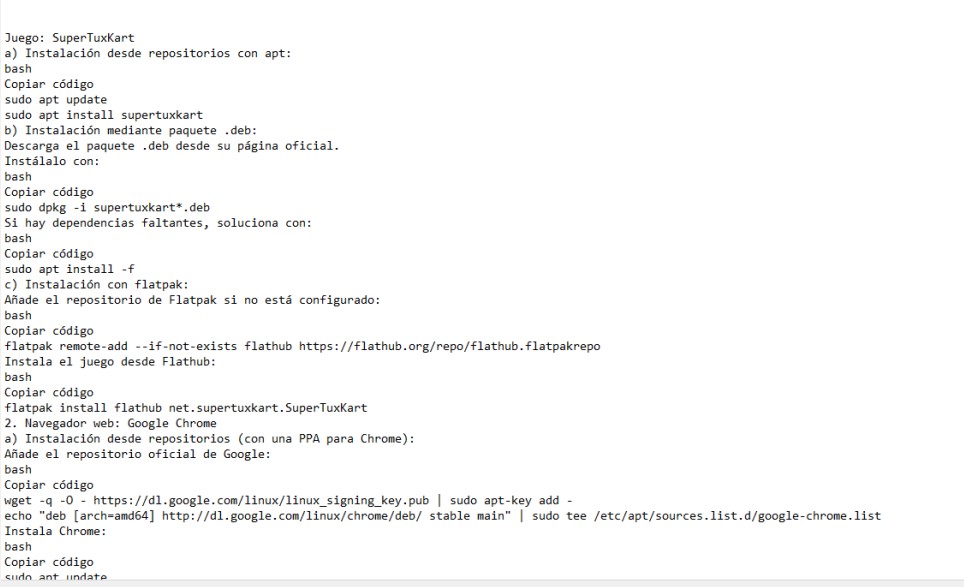 Juego: SuperTuxKart
a) Instalación desde repositorios con apt:
bash
Copiar código
sudo apt update
sudo apt install supertuxkart
b) Instalación mediante paquete .deb:
Descarga el paquete .deb desde su página oficial.
Instálalo con:
bash
Copiar código
sudo dpkg -i supertuxkart*.deb
Si hay dependencias faltantes, soluciona con:
bash
Copiar código
sudo apt install -f
c) Instalación con flatpak:
Añade el repositorio de Flatpak si no está configurado:
bash
Copiar código
flatpak remote-add --if-not-exists flathub https://flathub.org/repo/flathub.flatpakrepo
Instala el juego desde Flathub:
bash
Copiar código
flatpak install flathub net.supertuxkart.SuperTuxKart
2. Navegador web: Google Chrome
a) Instalación desde repositorios (con una PPA para Chrome):
Añade el repositorio oficial de Google:
bash
Copiar código
wget -q -O - https://dl.google.com/linux/linux_signing_key.pub | sudo apt-key add -
echo "deb [arch=amd64] http://dl.google.com/linux/chrome/deb/ stable main" | sudo tee /etc/apt/sources.list.d/google-chrome.list
Instala Chrome:
bash
Copiar código
sudo apt update